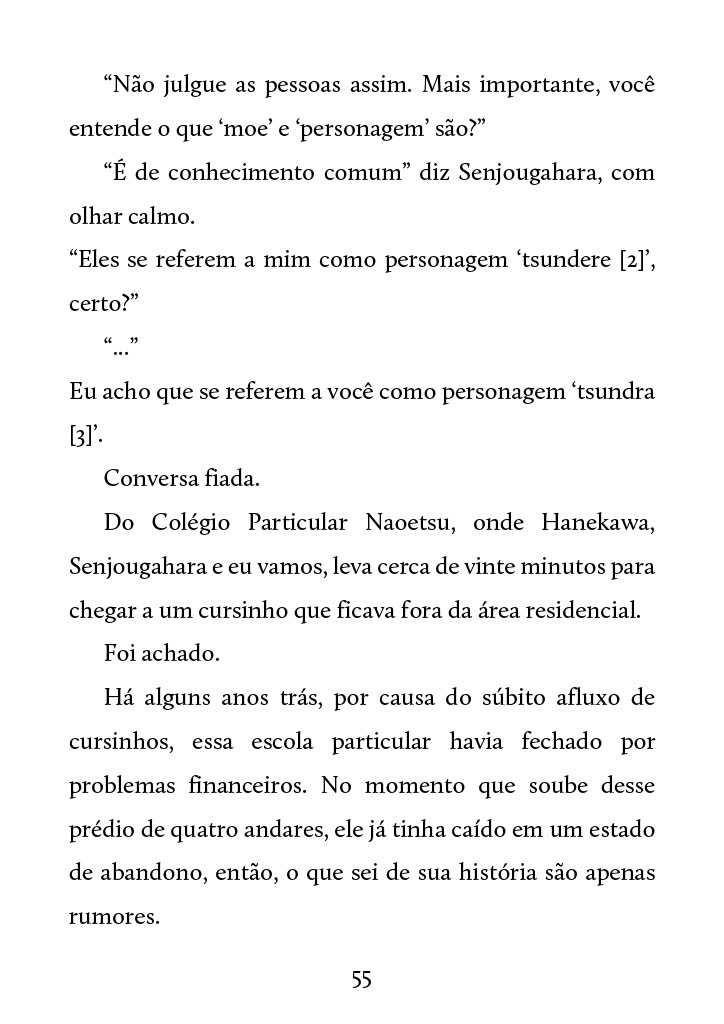 “Não julgue as pessoas assim. Mais importante, você
entende o que ‘moe’ e ‘personagem’ são?”
“É de conhecimento comum” diz Senjougahara, com
olhar calmo.
“Eles se referem a mim como personagem ‘tsundere [2]’,
certo?”
“...”
Eu acho que se referem a você como personagem ‘tsundra
[3]’.
Conversa fiada.
Do Colégio Particular Naoetsu, onde Hanekawa,
Senjougahara e eu vamos, leva cerca de vinte minutos para
chegar a um cursinho que ficava fora da área residencial.
Foi achado.
Há alguns anos trás, por causa do súbito afluxo de
cursinhos, essa escola particular havia fechado por
problemas financeiros. No momento que soube desse
prédio de quatro andares, ele já tinha caído em um estado
de abandono, então, o que sei de sua história são apenas
rumores.
55